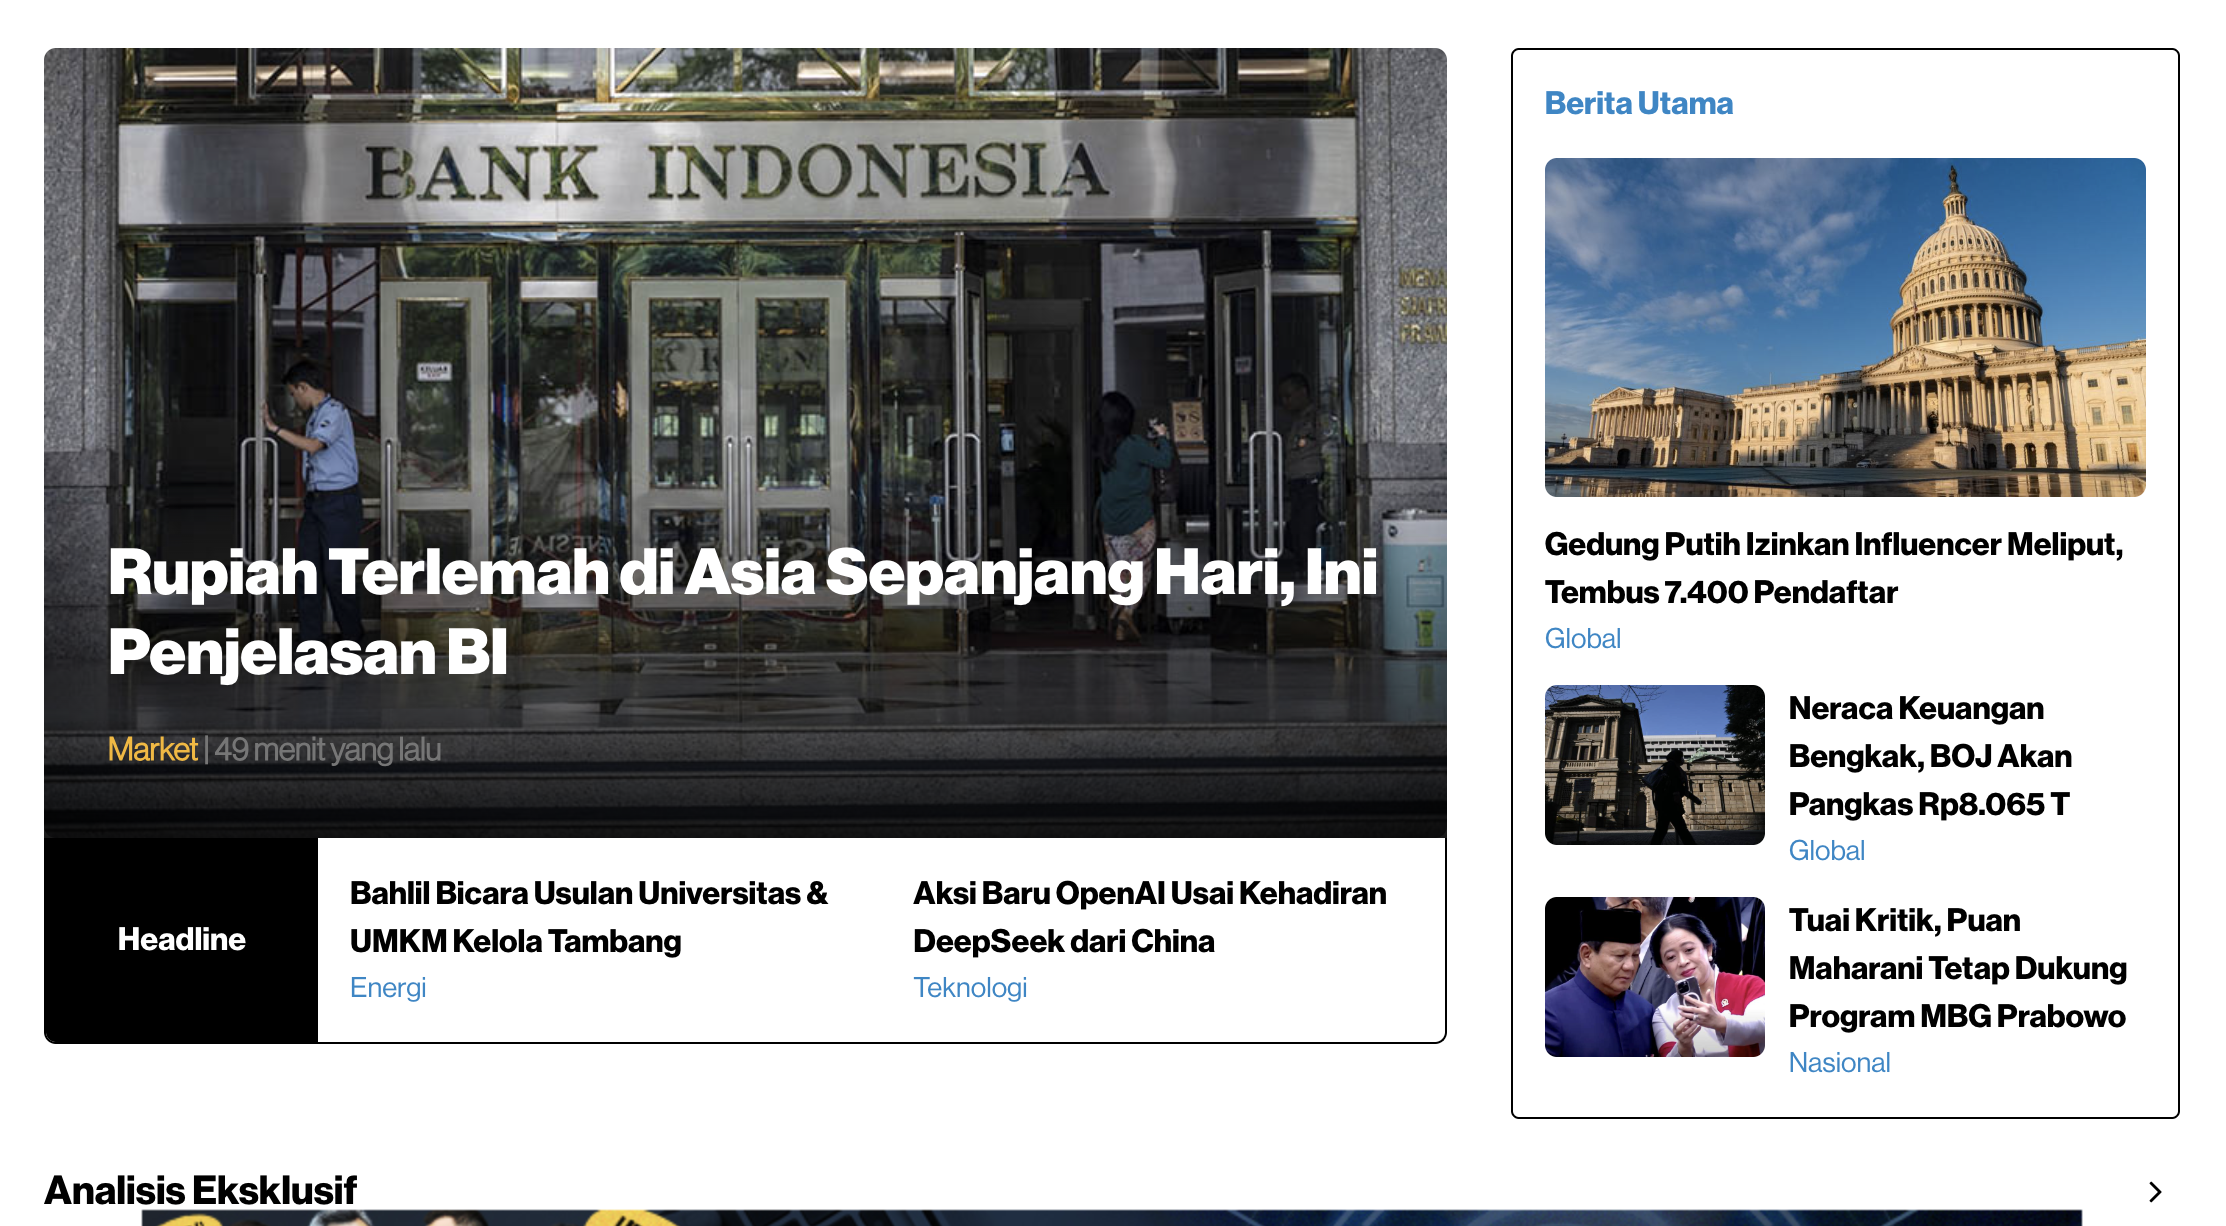 BANK INDONESIA
KELUAR
Rupiah Terlemah di Asia Sepanjang Hari, Ini
Penjelasan BI
Market | 49 menit yang lalu
Headline
Bahlil Bicara Usulan Universitas &
UMKM Kelola Tambang
Energi
Aksi Baru OpenAI Usai Kehadiran
DeepSeek dari China
Teknologi
Berita Utama
Gedung Putih Izinkan Influencer Meliput,
Tembus 7.400 Pendaftar
Global
Neraca Keuangan
Bengkak, BOJ Akan
Pangkas Rp8.065 T
Global
Tuai Kritik, Puan
Maharani Tetap Dukung
Program MBG Prabowo
Nasional
Analisis Eksklusif